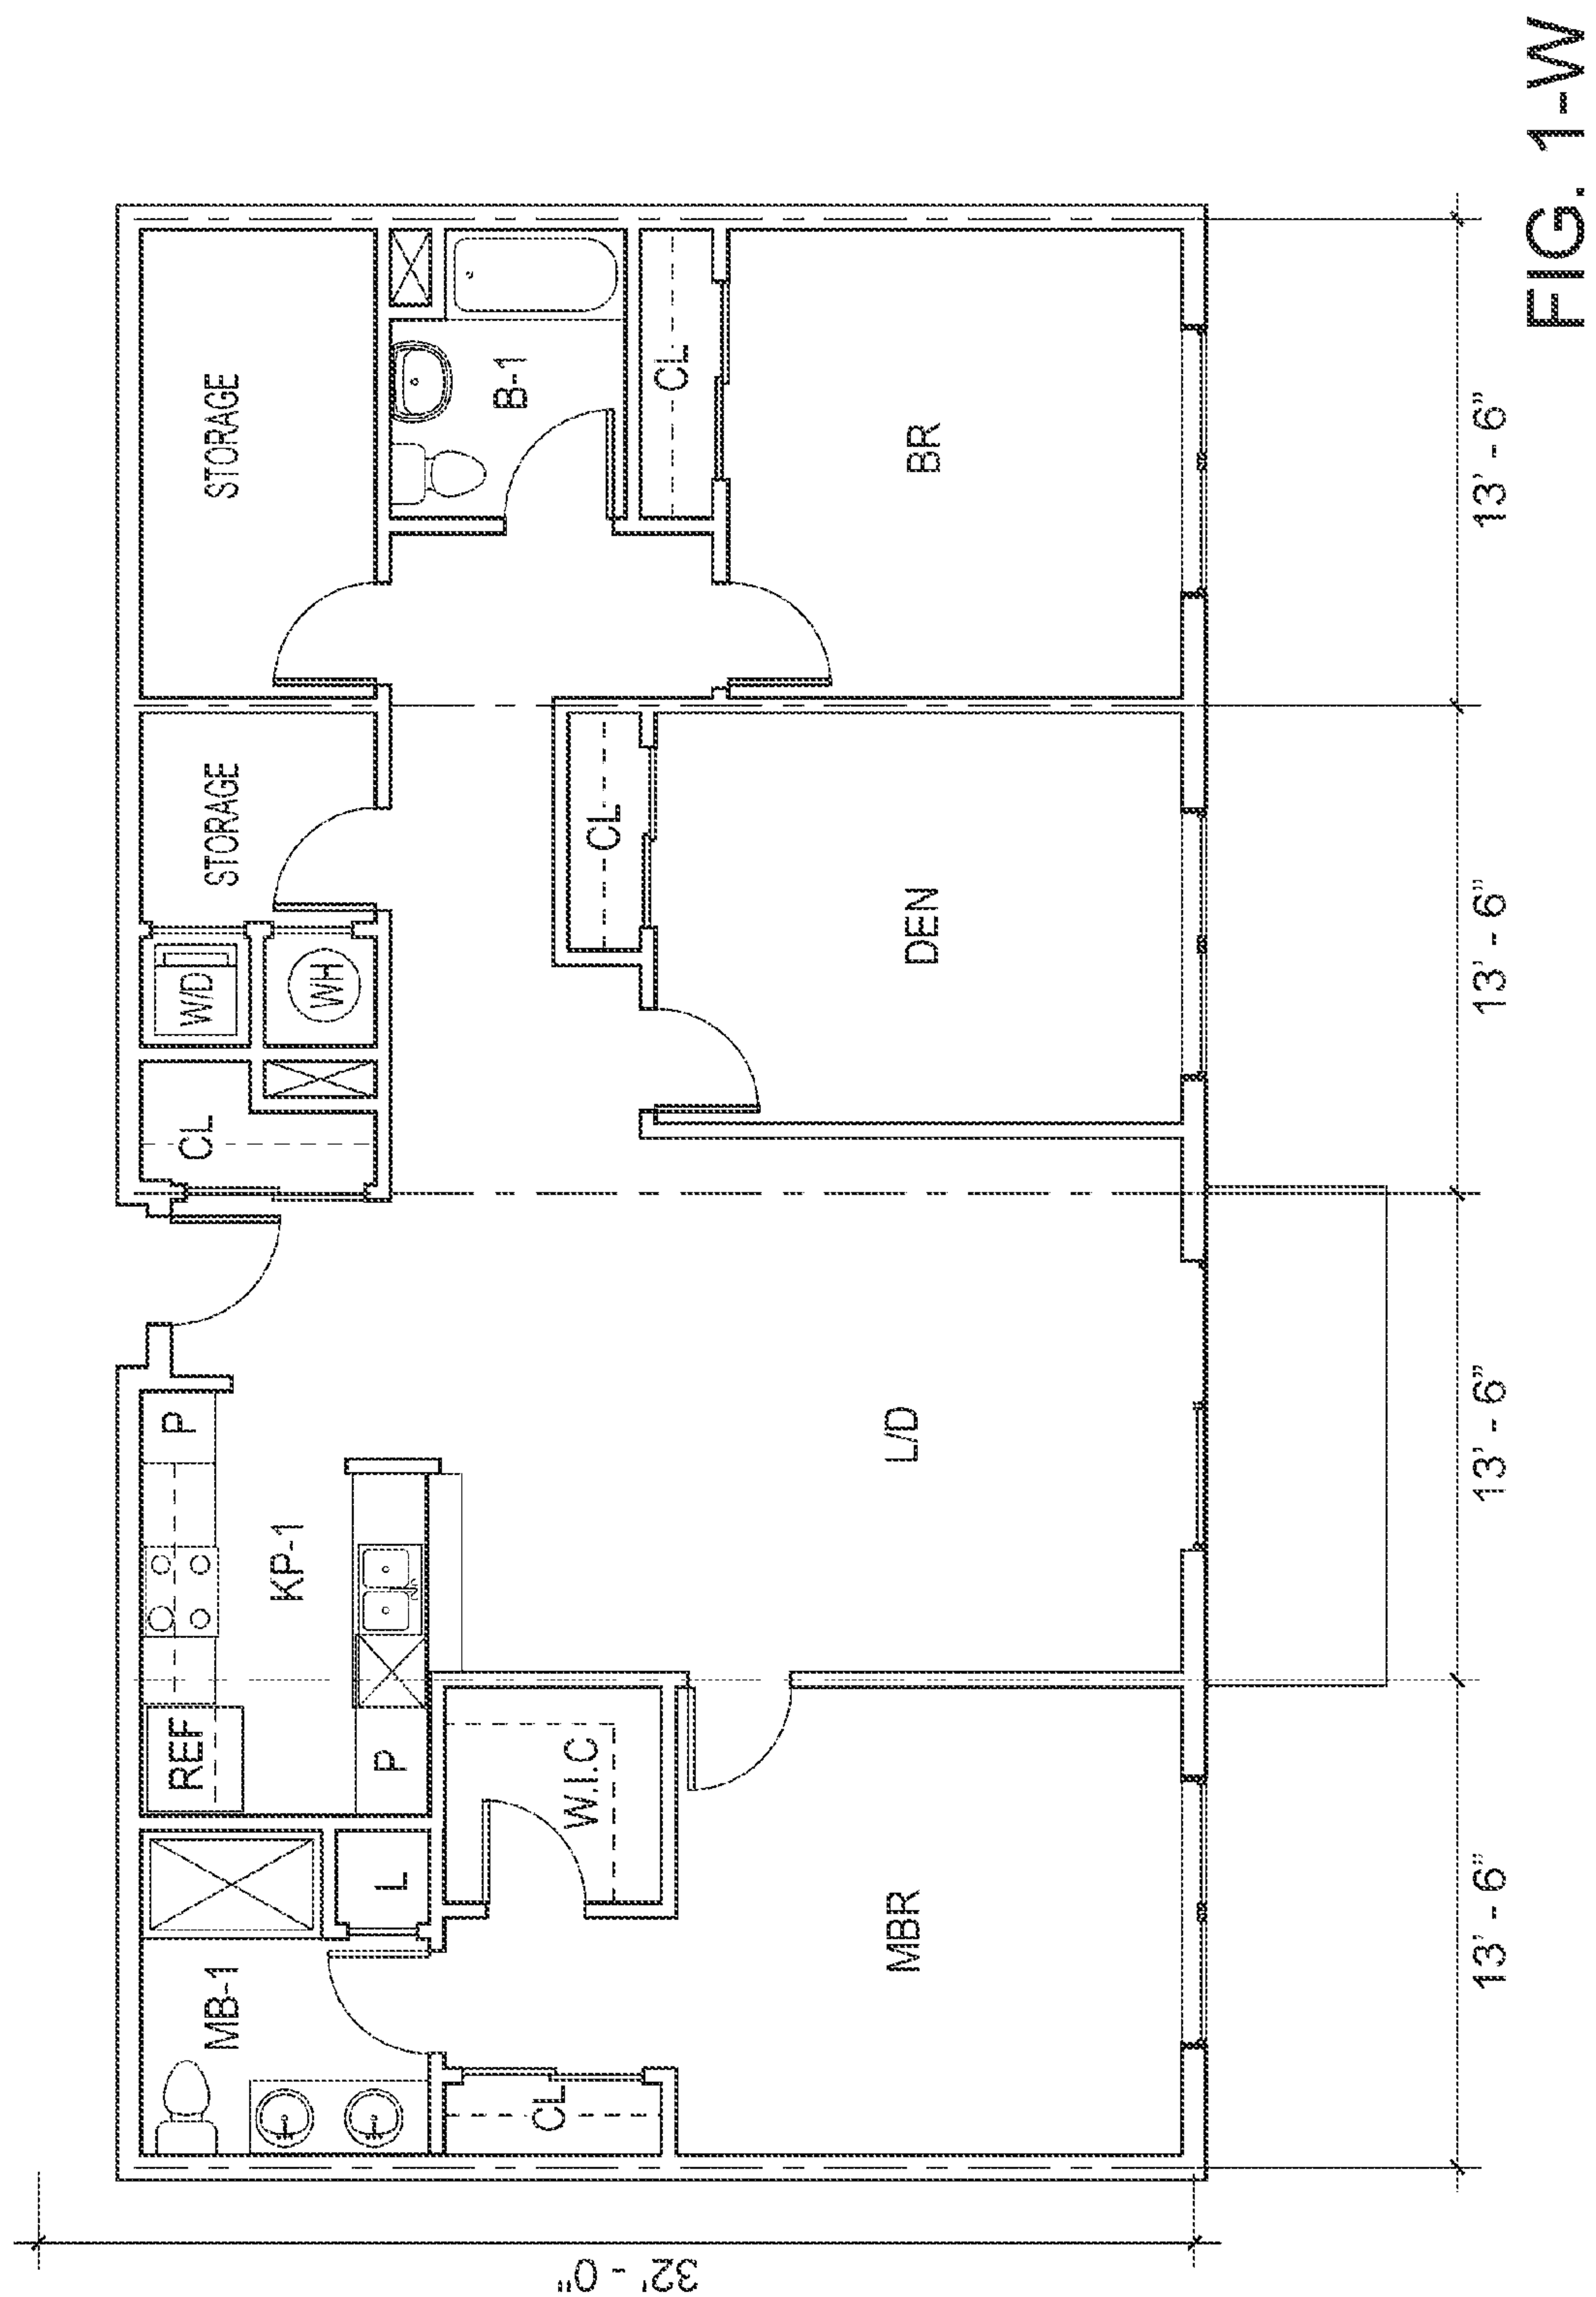 STORAGE
B-1
CL
BR
13' - 6"
STORAGE
W/D
WH
CL
DEN
13' - 6"
CL
P
KP-1
L/D
13' - 6"
REF
P
W.I.C
L
MB-1
CL
MBR
13' - 6"
32' - 0"
FIG. 1-W